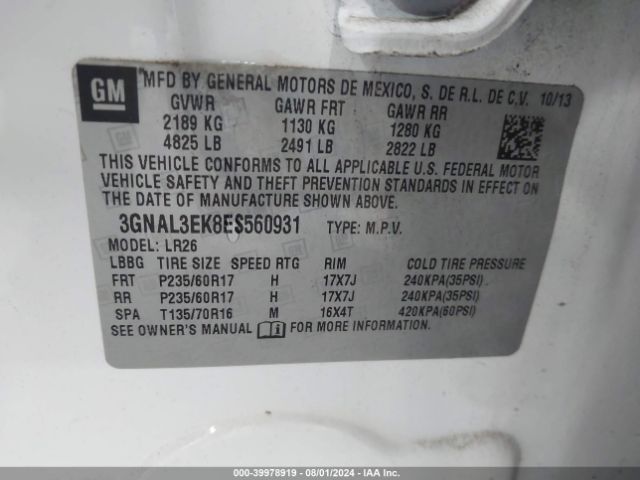 GM
MFD BY GENERAL MOTORS DE MEXICO, S. DE R.L. DE C.V. 10/13
GVWR GAWR FRT GAWR RR
2189 KG 1130 KG 1280 KG
4825 LB 2491 LB 2822 LB
THIS VEHICLE CONFORMS TO ALL APPLICABLE U.S. FEDERAL MOTOR
VEHICLE SAFETY AND THEFT PREVENTION STANDARDS IN EFFECT ON
THE DATE OF MANUFACTURE SHOWN ABOVE.
3GNAL3EK8ES560931 TYPE: M.P.V.
MODEL: LR26
LBBG TIRE SIZE SPEED RTG RIM COLD TIRE PRESSURE
FRT P235/60R17 H 17X7J 240KPA(35PSI)
RR P235/60R17 H 17X7J 240KPA(35PSI)
SPA T135/70R16 M 16X4T 420KPA(60PSI)
SEE OWNER'S MANUAL FOR MORE INFORMATION.
000-39978919 - 08/01/2024 - IAAI.com